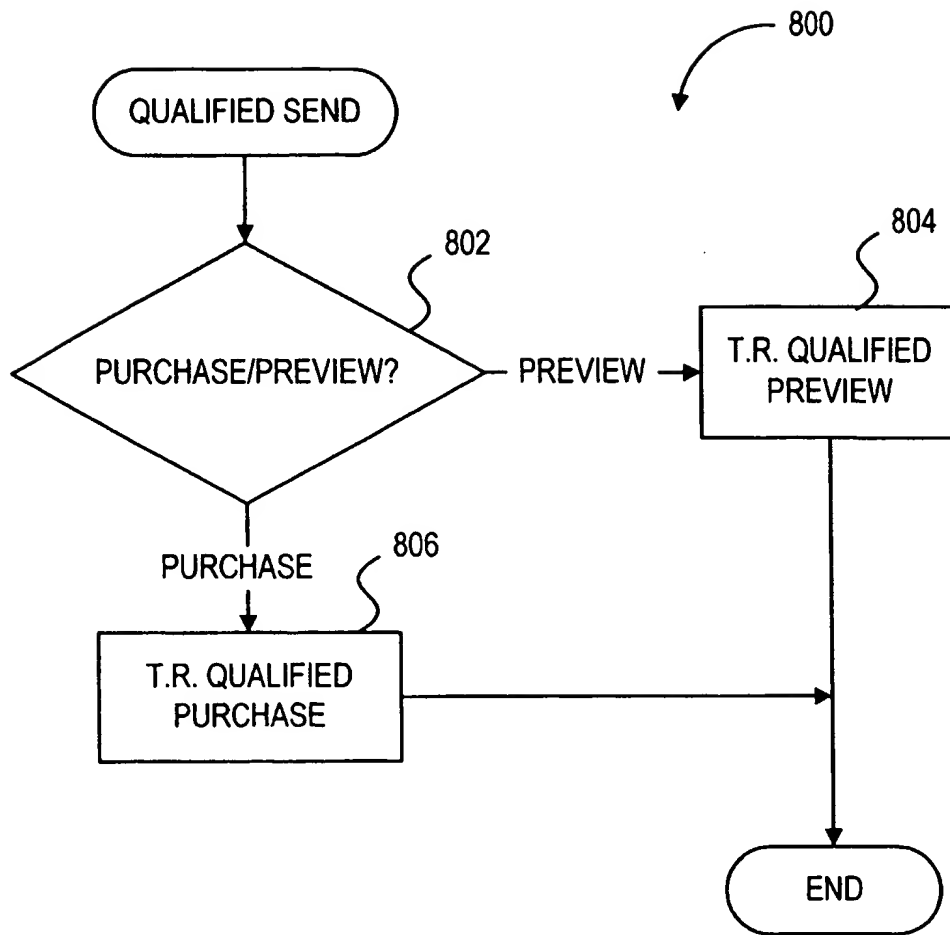 800
QUALIFIED SEND
802
804
PURCHASE/PREVIEW?
PREVIEW
T.R. QUALIFIED
PREVIEW
PURCHASE
806
T.R. QUALIFIED
PURCHASE
END